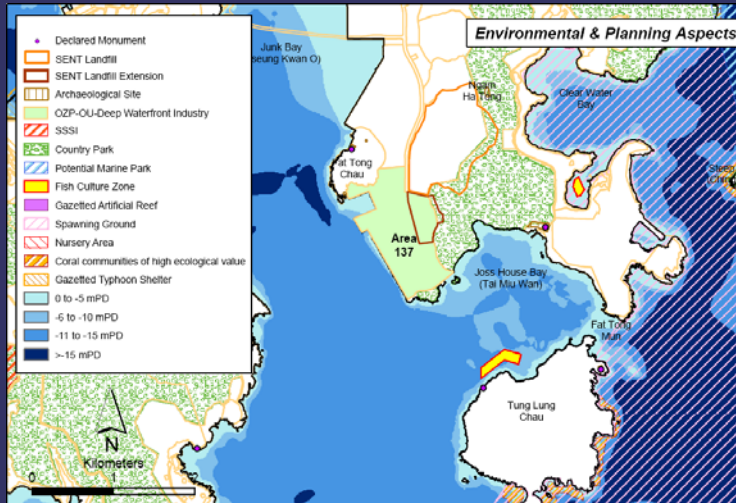 Environmental & Planning Aspects
Declared Monument
SENT Landfill
SENT Landfill Extension
Archaeological Site
OZP-OU-Deep Waterfront Industry
SSSI
Country Park
Potential Marine Park
Fish Culture Zone
Gazetted Artificial Reef
Spawning Ground
Nursery Area
Coral communities of high ecological value
Gazetted Typhoon Shelter
0 to -5 mPD
-6 to -10 mPD
-11 to -15 mPD
>-15 mPD
N
Kilometers
0 1
Junk Bay
seung Kwan O)
Ngam
Ha Tong
Clear Water
Bay
Steep
Fat Tong
Chau
Area
137
Joss House Bay
(Tai Miu Wan)
Fat Tong
Mun
Tung Lung
Chau